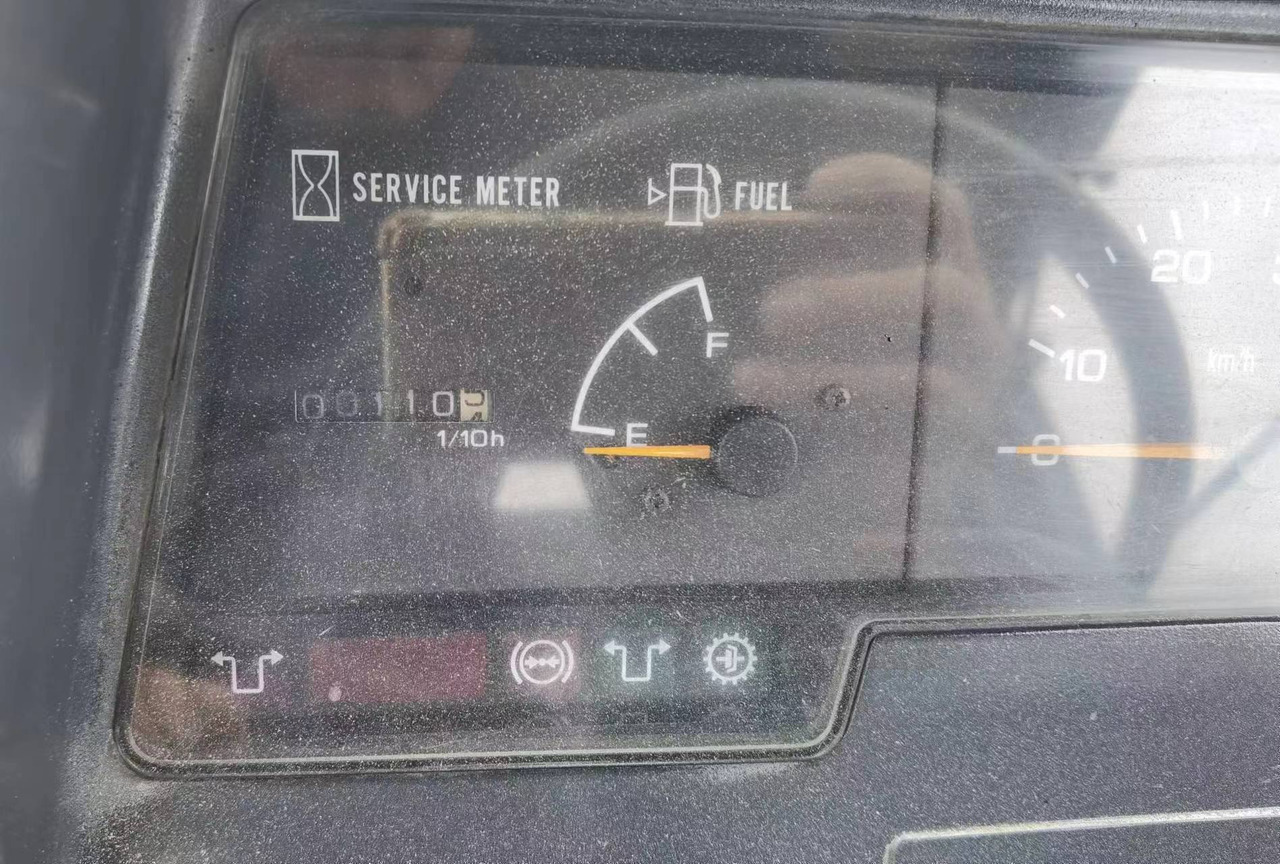 SERVICE METER
FUEL
F
E
00110
1/10h
20
10
km/h
0